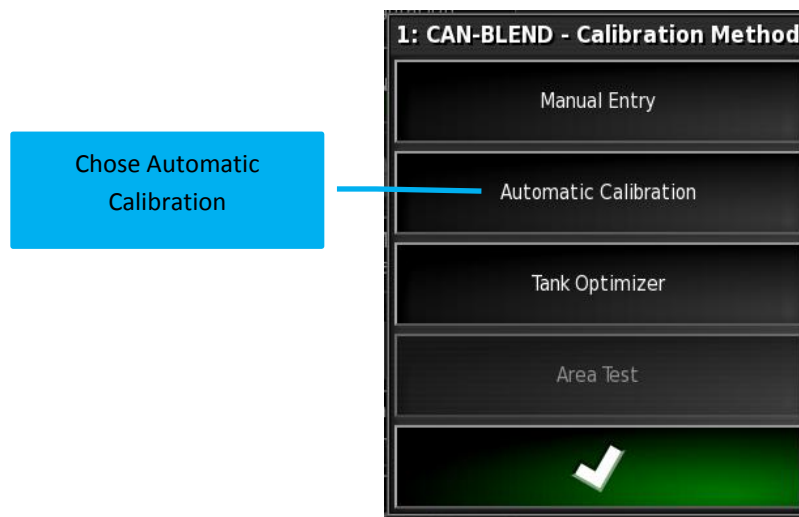 1: CAN-BLEND - Calibration Method
Manual Entry
Chose Automatic
Calibration
Automatic Calibration
Tank Optimizer
Area Test